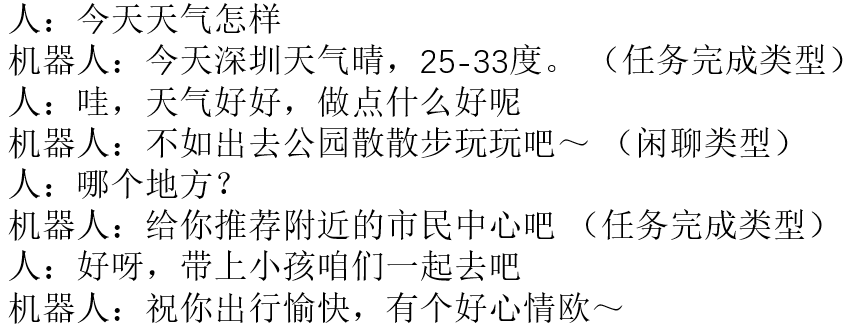 人：今天天气怎样
机器人：今天深圳天气晴，25-33度。（任务完成类型）
人：哇，天气好好，做点什么好呢
机器人：不如出去公园散散步玩玩吧～（闲聊类型）
人：哪个地方？
机器人：给你推荐附近的市民中心吧（任务完成类型）
人：好呀，带上小孩咱们一起去吧
机器人：祝你出行愉快，有个好心情欧～